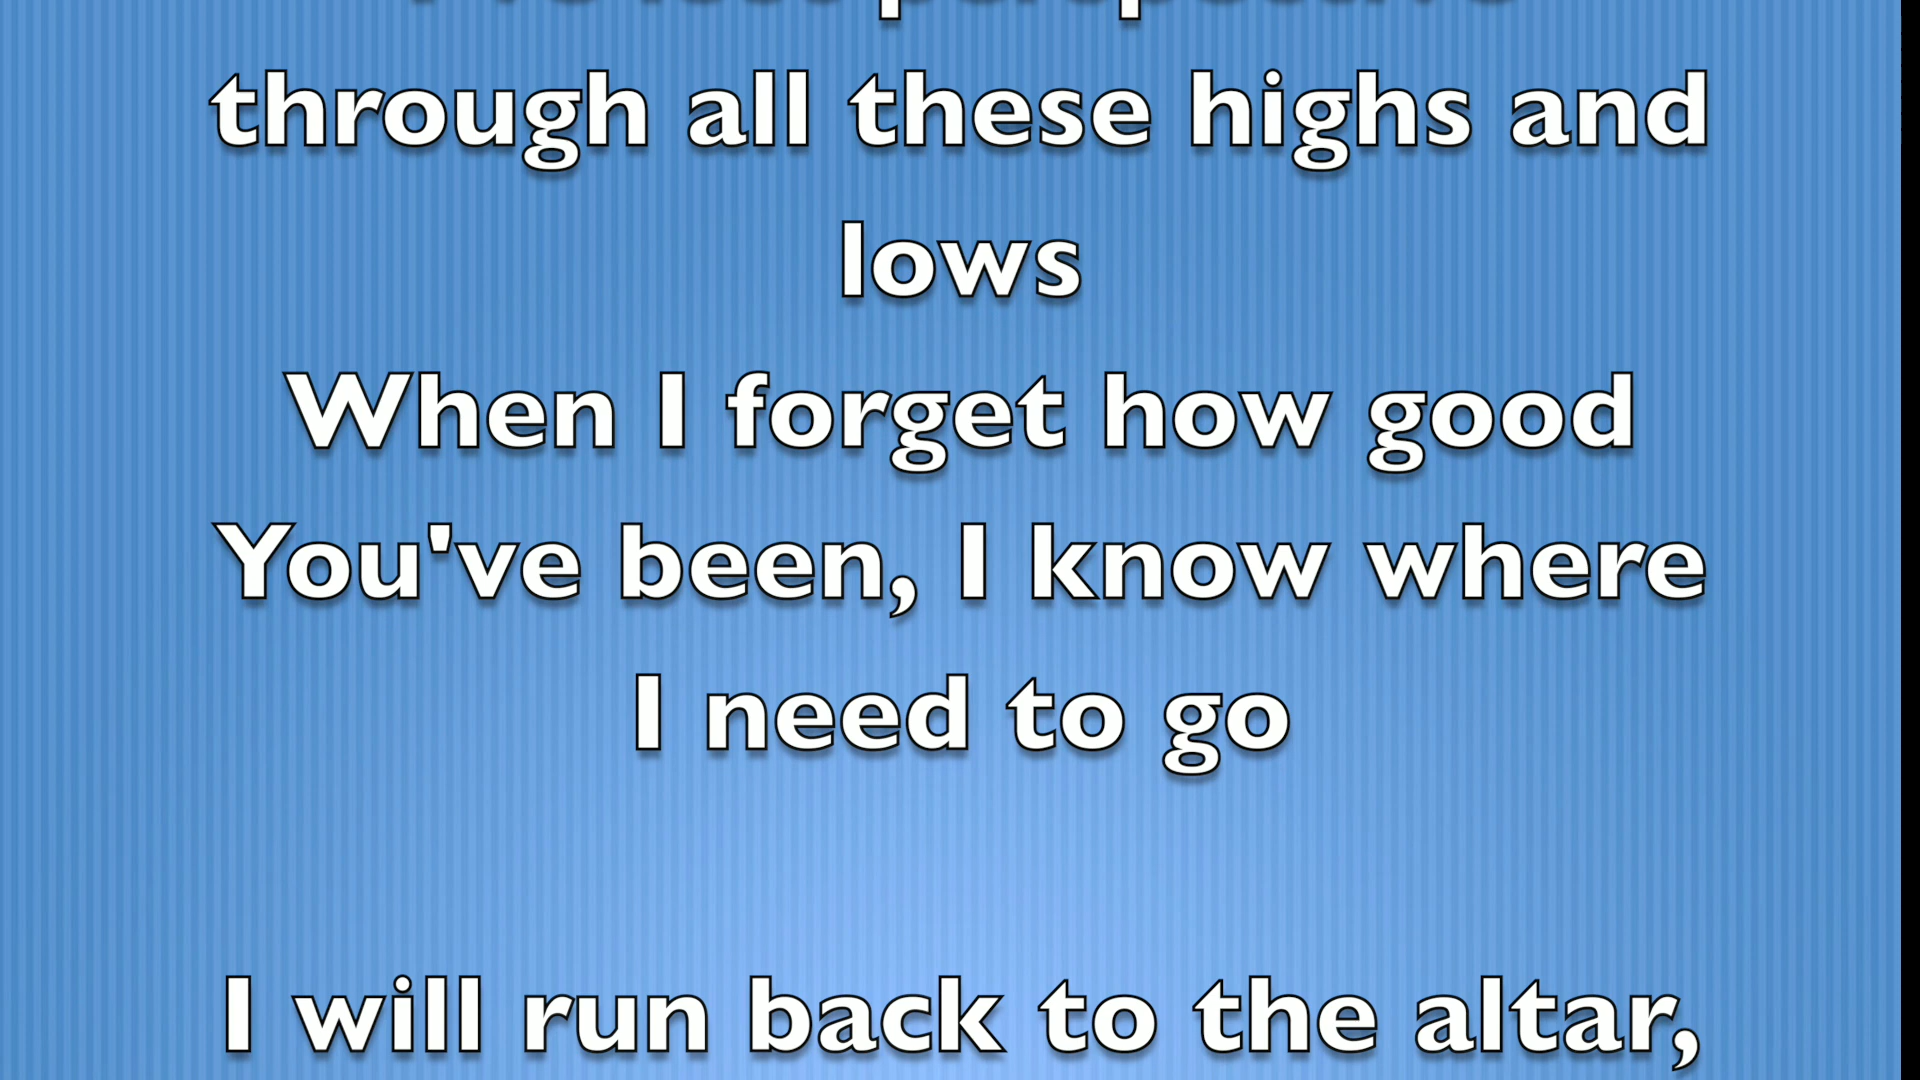 through all these highs and
lows
When I forget how good
You've been, I know where
I need to go
I will run back to the altar,